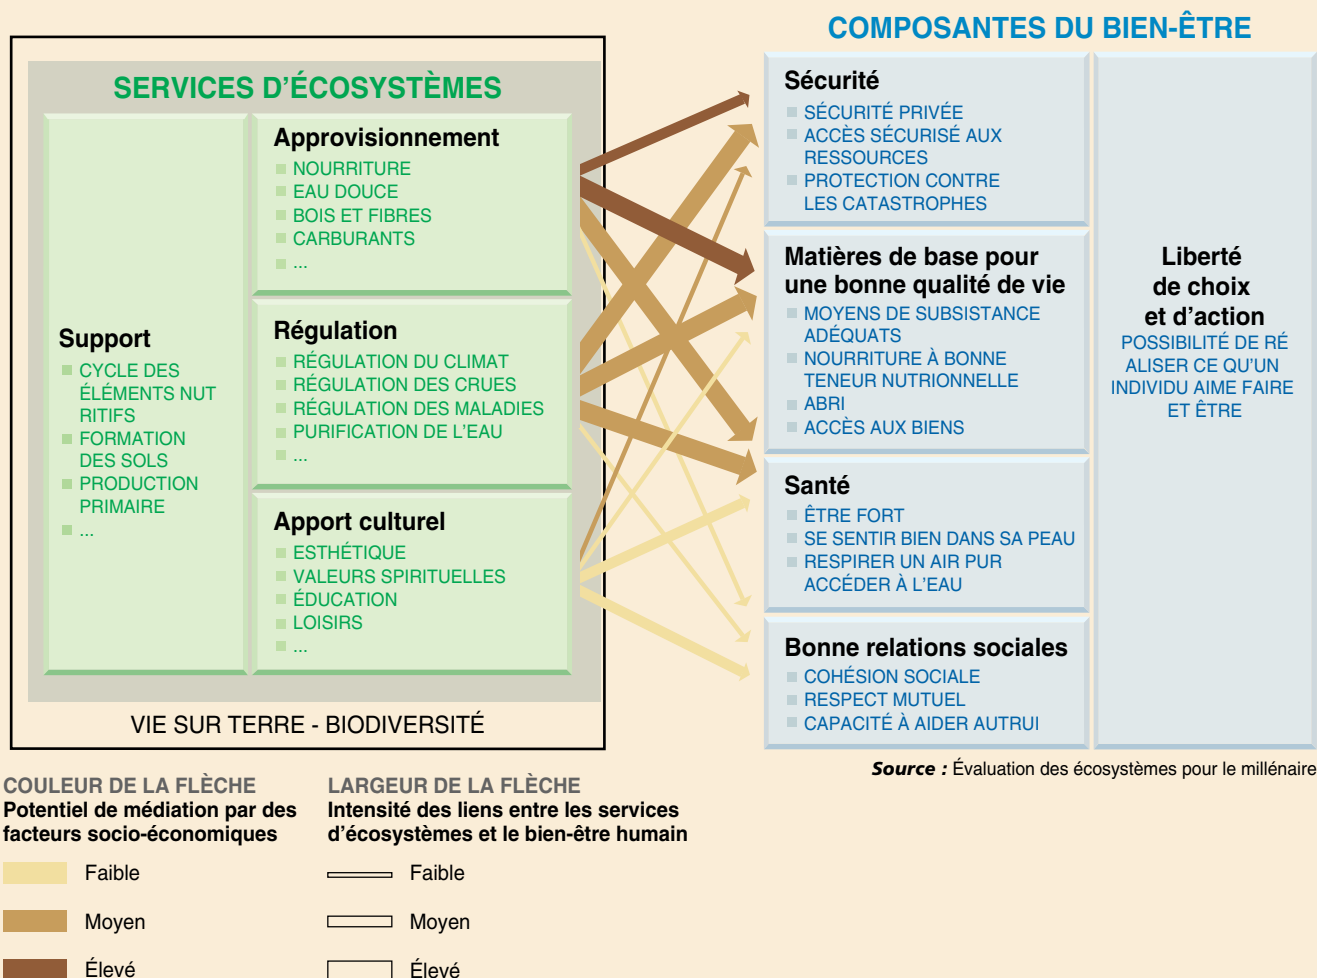 COMPOSANTES DU BIEN-ÊTRE
SERVICES D'ÉCOSYSTÈMES
Support
CYCLE DES
ÉLÉMENTS NUT
RITIFS
FORMATION
DES SOLS
PRODUCTION
PRIMAIRE
...
Approvisionnement
NOURRITURE
EAU DOUCE
BOIS ET FIBRES
CARBURANTS
...
Régulation
RÉGULATION DU CLIMAT
RÉGULATION DES CRUES
RÉGULATION DES MALADIES
PURIFICATION DE L'EAU
...
Apport culturel
ESTHÉTIQUE
VALEURS SPIRITUELLES
ÉDUCATION
LOISIRS
...
VIE SUR TERRE - BIODIVERSITÉ
Sécurité
SÉCURITÉ PRIVÉE
ACCÈS SÉCURISÉ AUX
RESSOURCES
PROTECTION CONTRE
LES CATASTROPHES
Matières de base pour
une bonne qualité de vie
MOYENS DE SUBSISTANCE
ADÉQUATS
NOURRITURE À BONNE
TENEUR NUTRIONNELLE
ABRI
ACCÈS AUX BIENS
Santé
ÊTRE FORT
SE SENTIR BIEN DANS SA PEAU
RESPIRER UN AIR PUR
ACCÉDER À L'EAU
Bonne relations sociales
COHÉSION SOCIALE
RESPECT MUTUEL
CAPACITÉ À AIDER AUTRUI
Liberté
de choix
et d'action
POSSIBILITÉ DE RÉ
ALISER CE QU'UN
INDIVIDU AIME FAIRE
ET ÊTRE
Source : Évaluation des écosystèmes pour le millénaire
COULEUR DE LA FLÈCHE
Potentiel de médiation par des
facteurs socio-économiques
Faible
Moyen
Élevé
LARGEUR DE LA FLÈCHE
Intensité des liens entre les services
d'écosystèmes et le bien-être humain
Faible
Moyen
Élevé